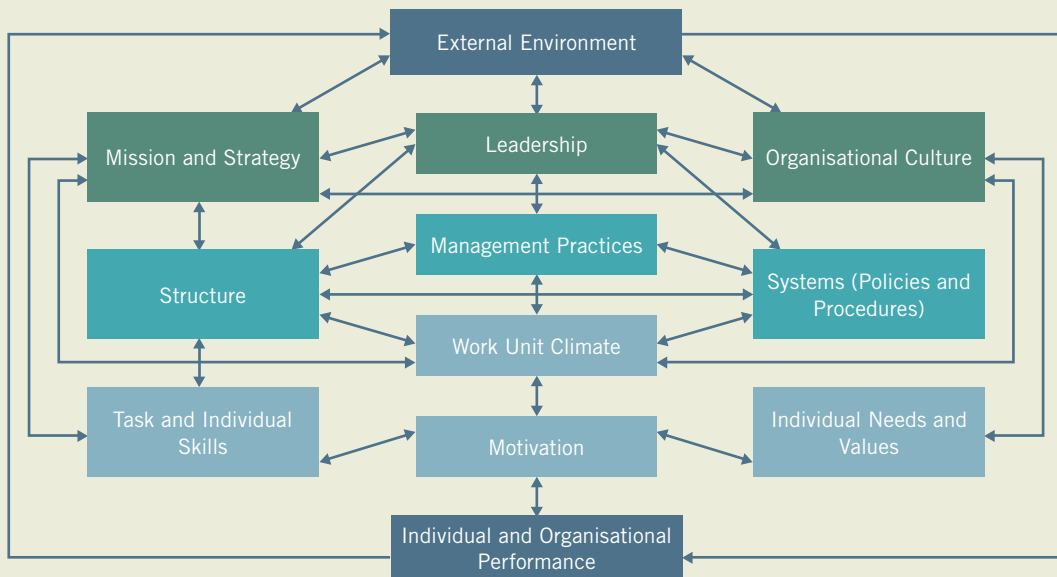 External Environment
Mission and Strategy
Leadership
Organisational Culture
Management Practices
Structure
Systems (Policies and
Procedures)
Work Unit Climate
Task and Individual
Skills
Motivation
Individual Needs and
Values
Individual and Organisational
Performance